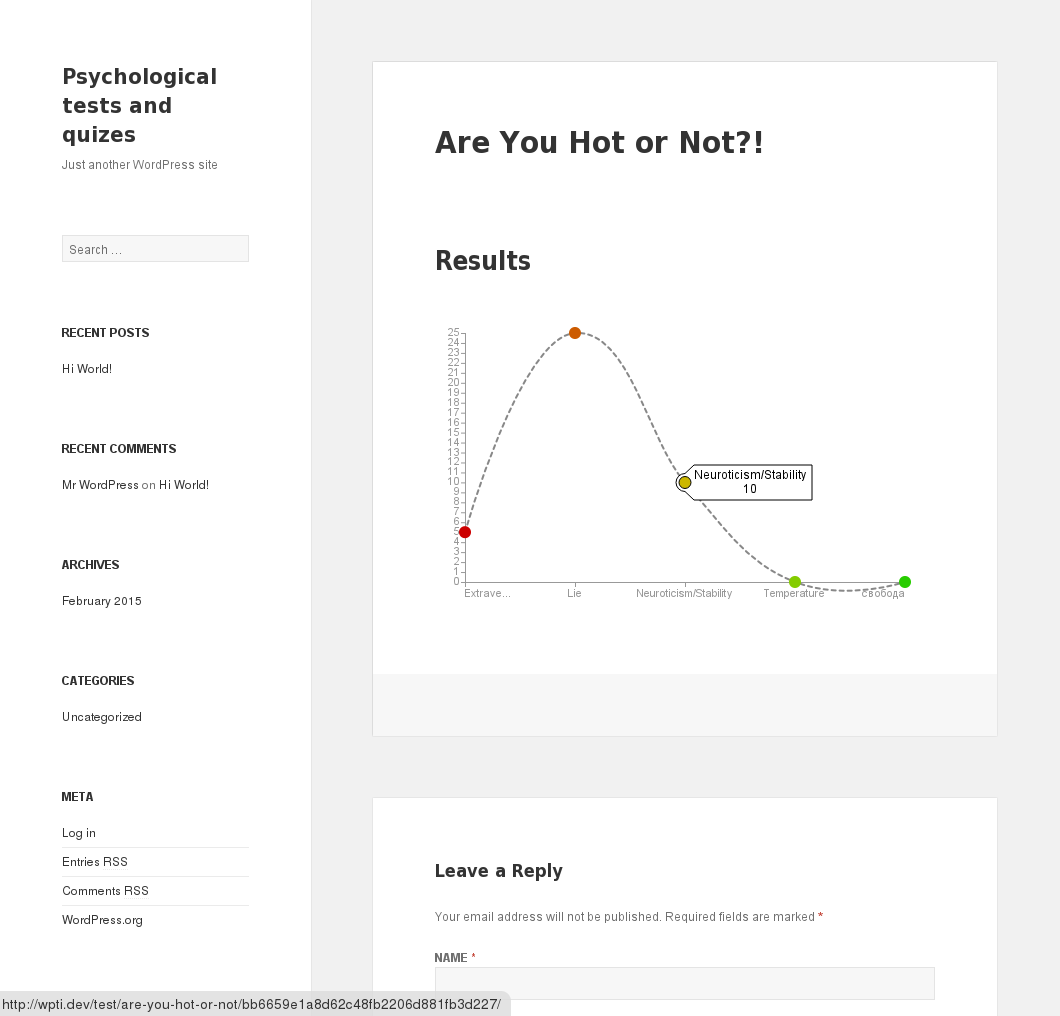 Psychological
tests and
quizes
Just another WordPress site
Search …
RECENT POSTS
Hi World!
RECENT COMMENTS
Mr WordPress on Hi World!
ARCHIVES
February 2015
CATEGORIES
Uncategorized
META
Log in
Entries RSS
Comments RSS
WordPress.org
Are You Hot or Not?!
Results
25
24
23
22
21
20
19
18
17
16
15
14
13
12
11
10
9
8
7
6
5
4
3
2
1
0
Neuroticism/Stability
10
Extrave... Lie Neuroticism/Stability Temperature свобода
Leave a Reply
Your email address will not be published. Required fields are marked *
NAME *
http://wpti.dev/test/are-you-hot-or-not/bb6659e1a8d62c48fb2206d881fb3d227/